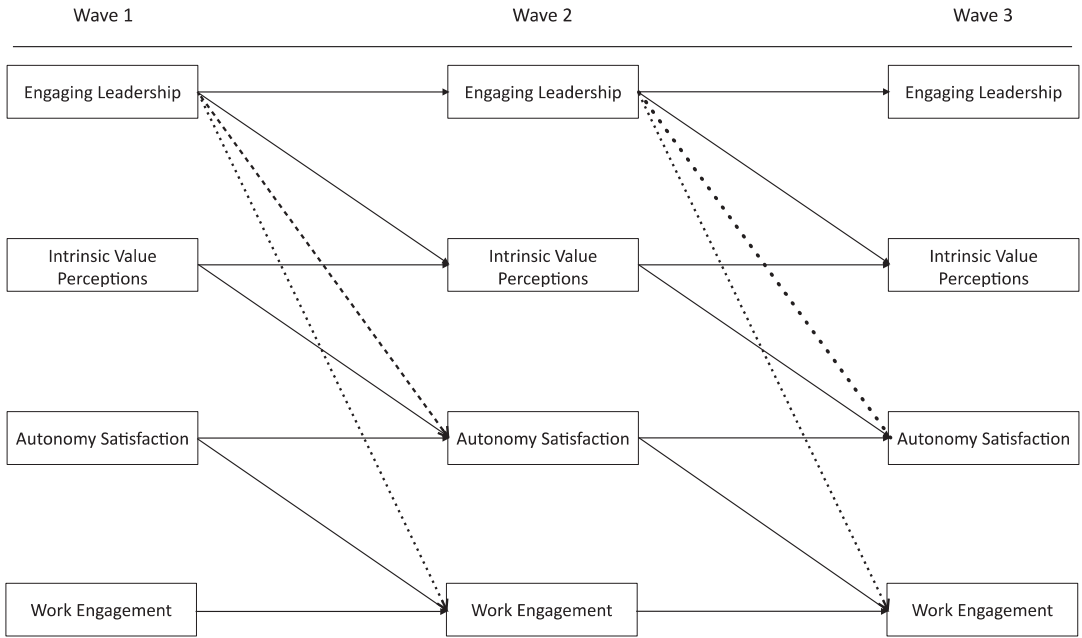 Wave 1
Wave 2
Wave 3
Engaging Leadership
Engaging Leadership
Engaging Leadership
Intrinsic Value
Perceptions
Intrinsic Value
Perceptions
Intrinsic Value
Perceptions
Autonomy Satisfaction
Autonomy Satisfaction
Autonomy Satisfaction
Work Engagement
Work Engagement
Work Engagement